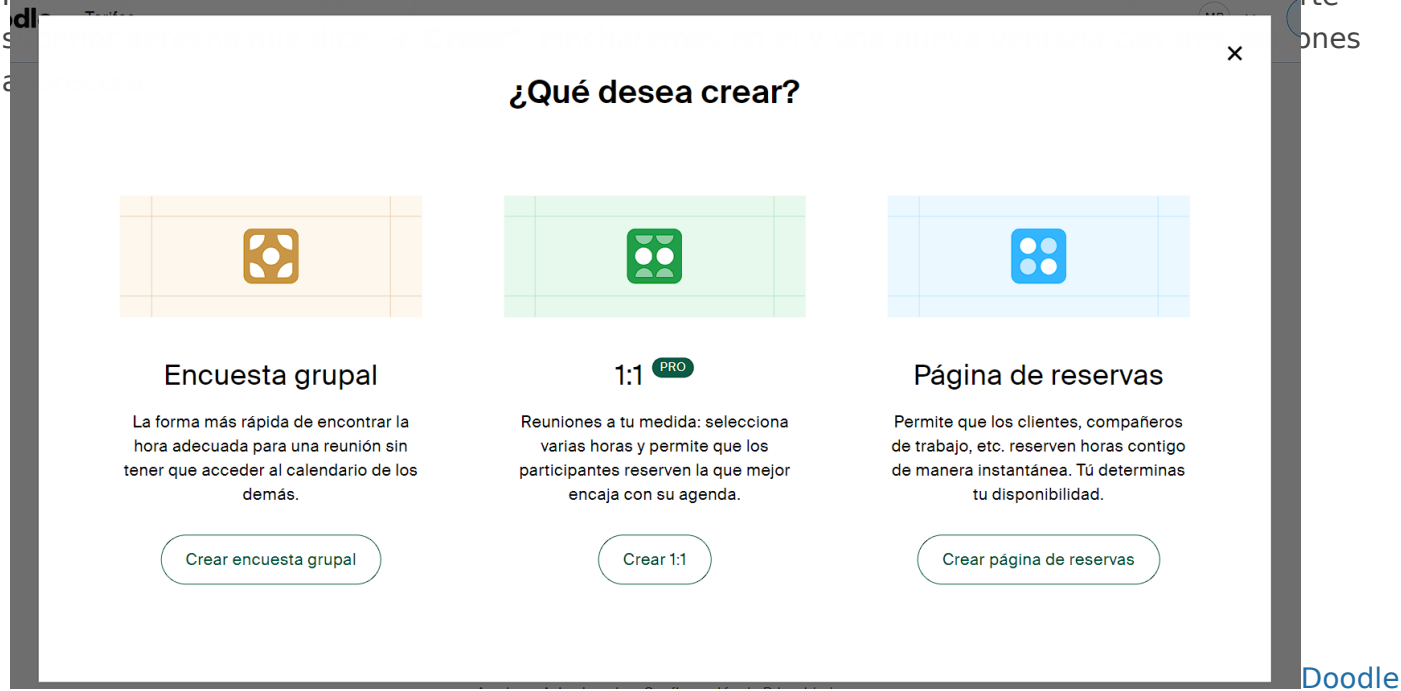 ¿Qué desea crear?
Encuesta grupal
La forma más rápida de encontrar la
hora adecuada para una reunión sin
tener que acceder al calendario de los
demás.
Crear encuesta grupal
1:1 PRO
Reuniones a tu medida: selecciona
varias horas y permite que los
participantes reserven la que mejor
encaja con su agenda.
Crear 1:1
Página de reservas
Permite que los clientes, compañeros
de trabajo, etc. reserven horas contigo
de manera instantánea. Tú determinas
tu disponibilidad.
Crear página de reservas
Doodle